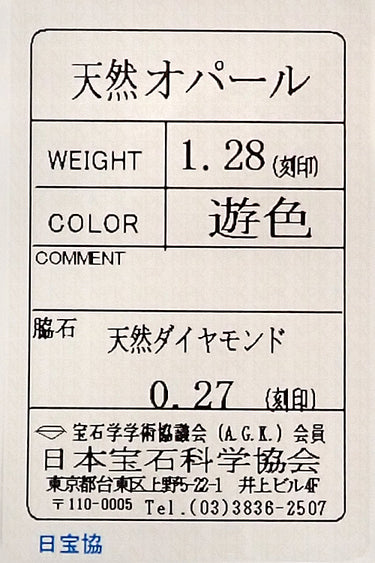 天然オパール
WEIGHT 1.28 (刻印)
COLOR 遊色
COMMENT
脇石 天然ダイヤモンド
0.27 (刻印)
宝石学学術協議会 (A.G.K.) 会員
日本宝石科学協会
東京都台東区上野5-22-1 井上ビル4F
〒110-0005 Tel.(03)3836-2507
日宝協